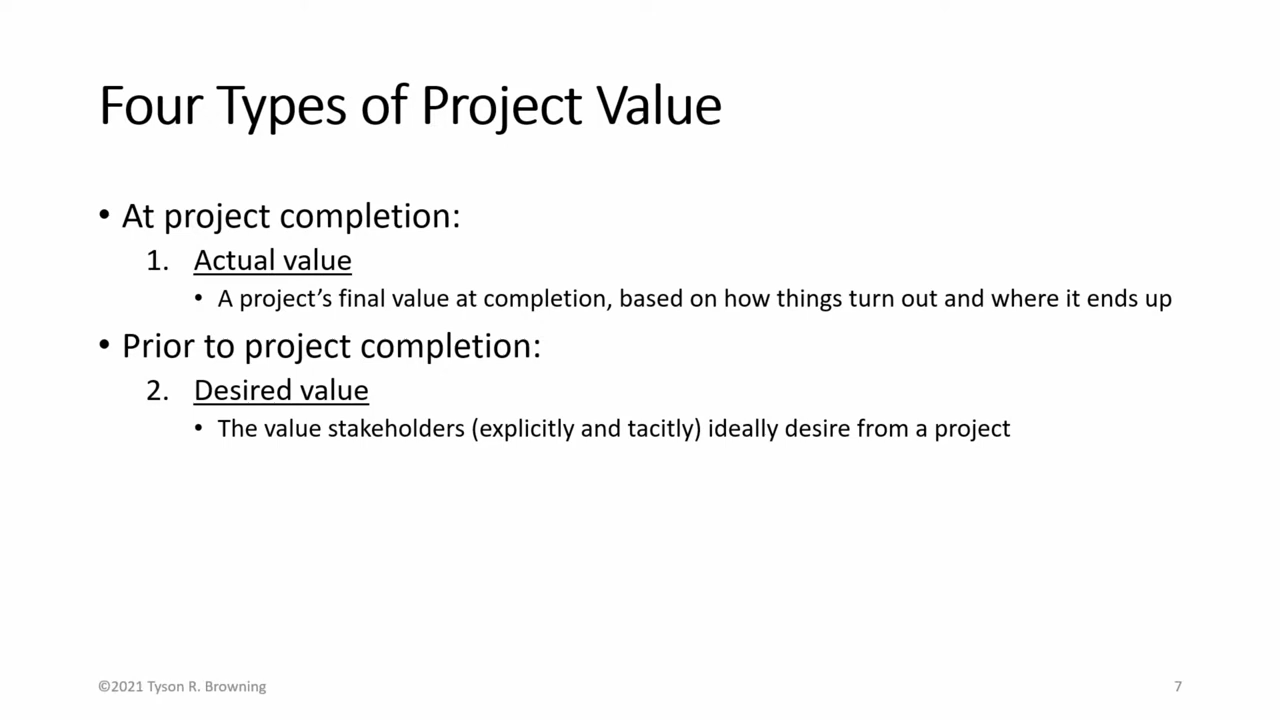 Four Types of Project Value
• At project completion:
1. Actual value
• A project’s final value at completion, based on how things turn out and where it ends up
• Prior to project completion:
2. Desired value
• The value stakeholders (explicitly and tacitly) ideally desire from a project
©2021 Tyson R. Browning
7